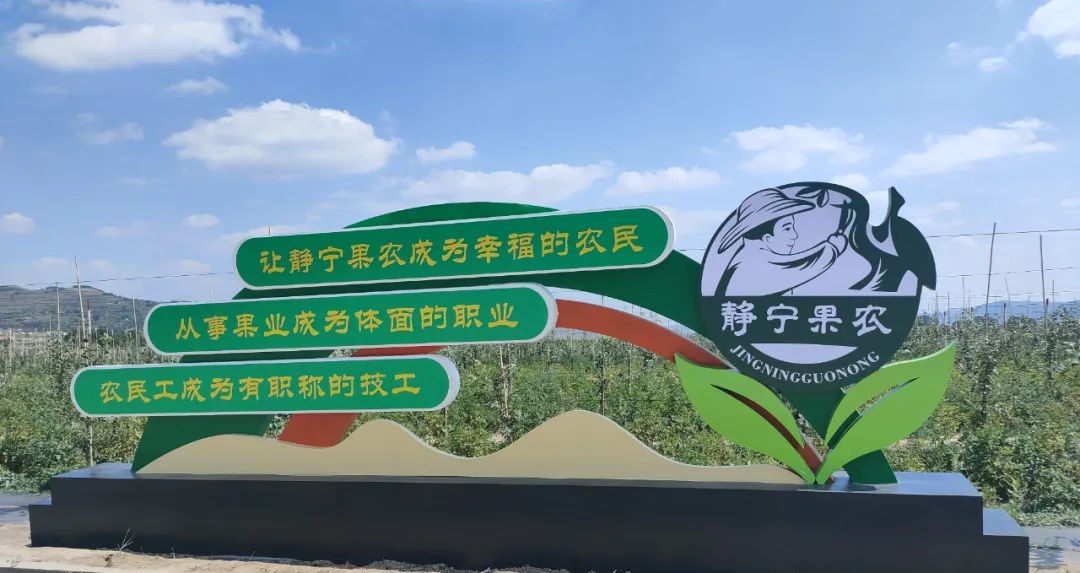 让静宁果农成为幸福的农民
从事果业成为体面的职业
农民工成为有职称的技工
静宁果农
JINGNINGGUONONG